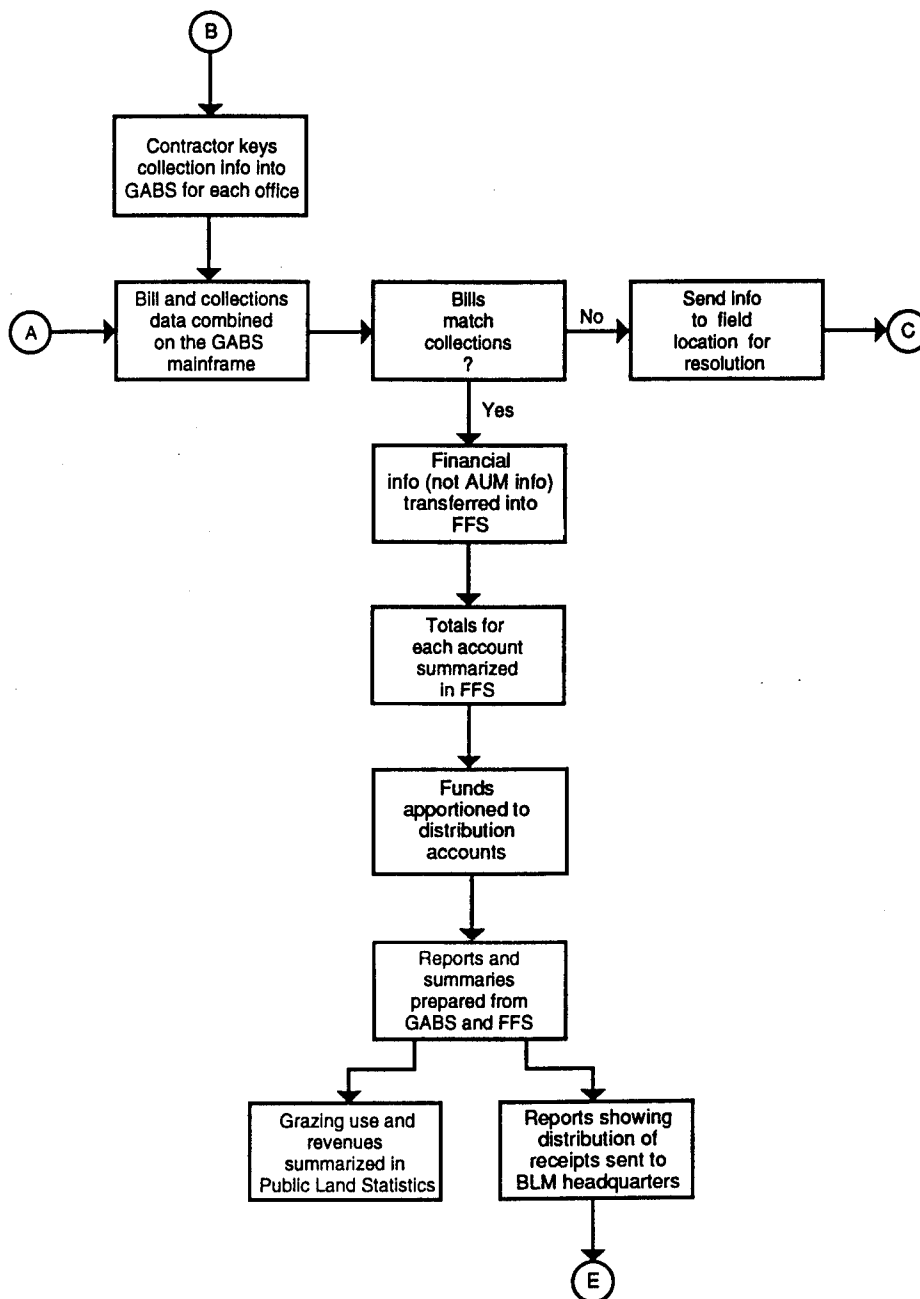 B
Contractor keys
collection info into
GABS for each office
A
Bill and collections
data combined
on the GABS
mainframe
Bills
match
collections
?
No
Send Info
to field
location for
resolution
C
Yes
Financial
info (not AUM info)
transferred into
FFS
Totals for
each account
summarized
in FFS
Funds
apportioned to
distribution
accounts
Reports and
summaries
prepared from
GABS and FFS
Grazing use and
revenues
summarized in
Public Land Statistics
Reports showing
distribution of
receipts sent to
BLM headquarters
E